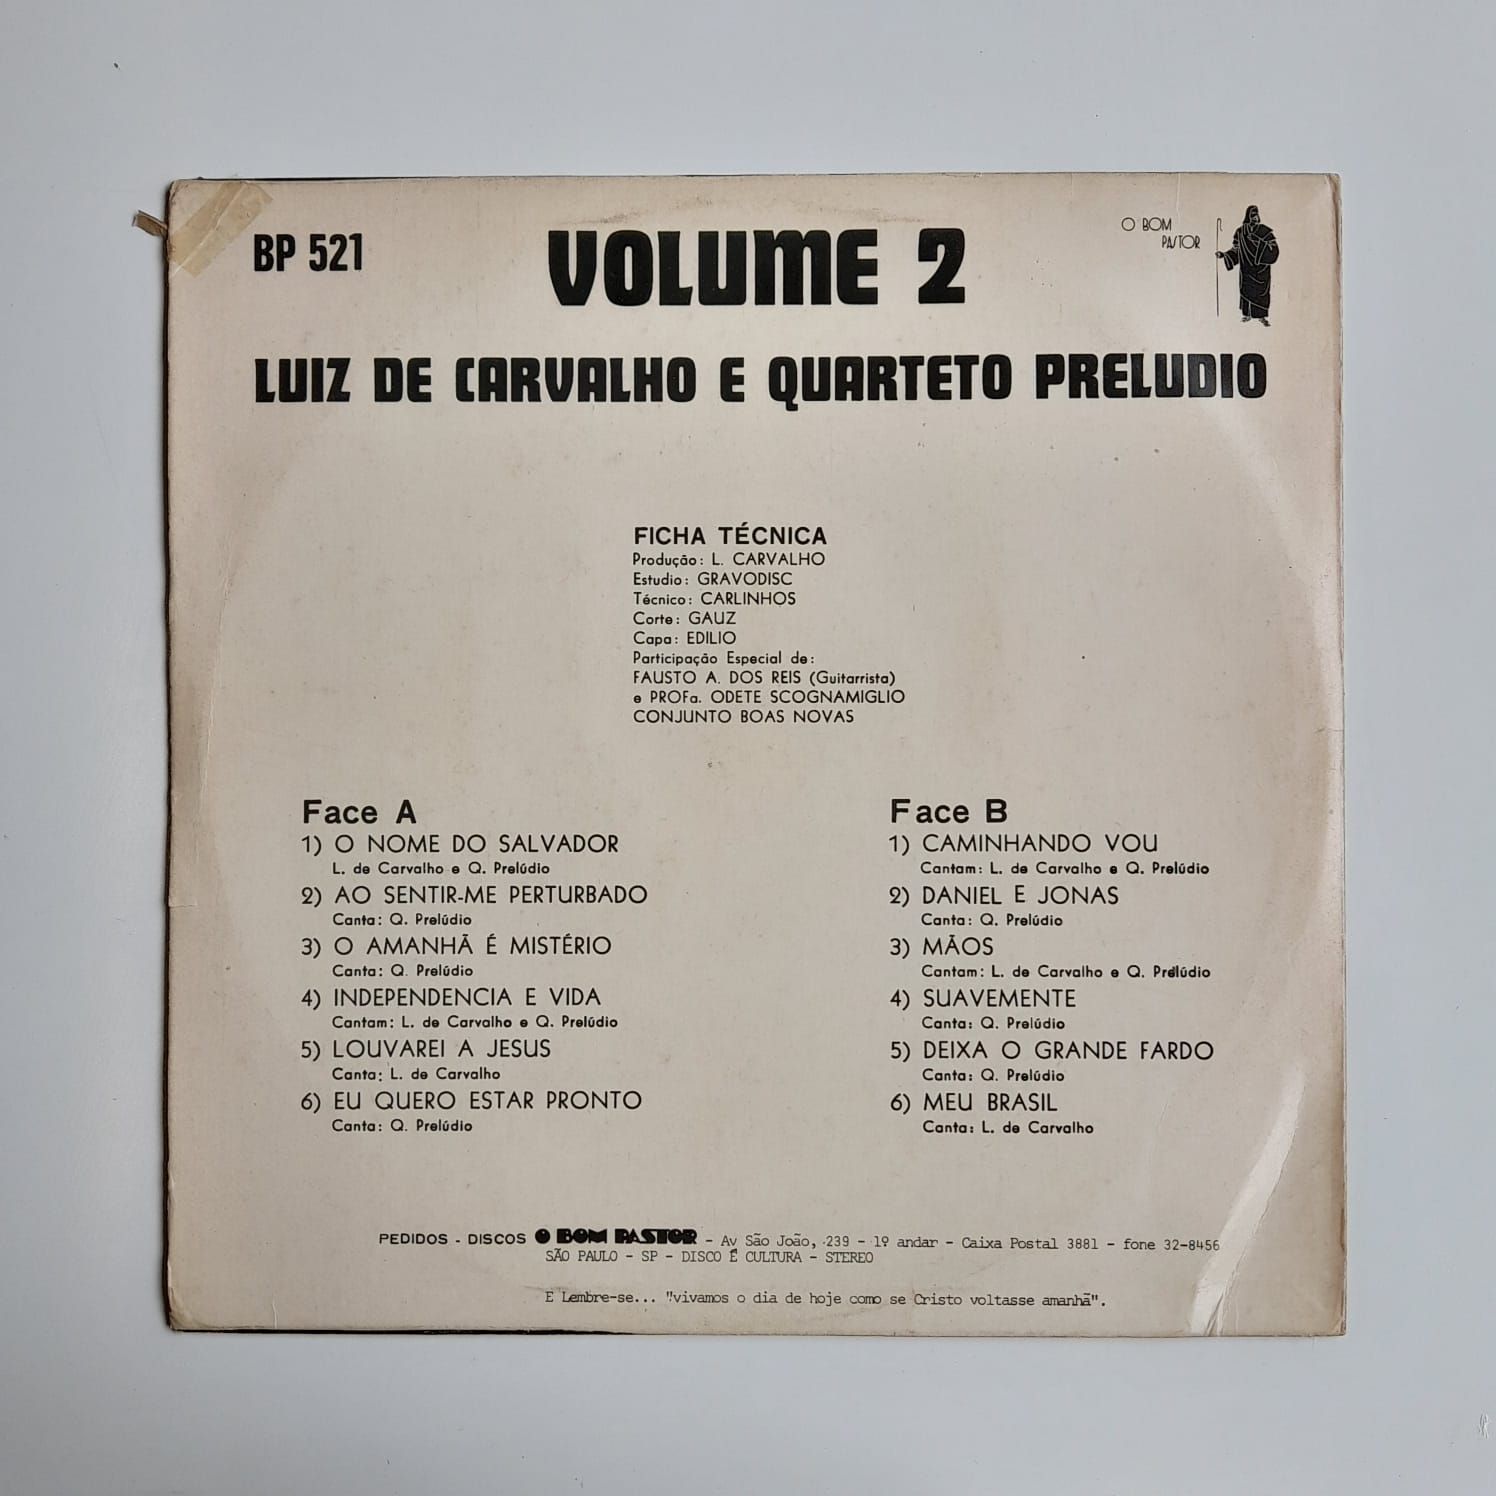 BP 521
VOLUME 2
O BOM
PASTOR
LUIZ DE CARVALHO E QUARTETO PRELUDIO
FICHA TÉCNICA
Produção: L. CARVALHO
Estudio: GRAVODISC
Técnico: CARLINHOS
Corte: GAUZ
Capa: EDILIO
Participação Especial de:
FAUSTO A. DOS REIS (Guitarrista)
e PROFa. ODETE SCOGNAMIGLIO
CONJUNTO BOAS NOVAS
Face A
1) O NOME DO SALVADOR
L. de Carvalho e Q. Prelúdio
2) AO SENTIR-ME PERTURBADO
Canta: Q. Prelúdio
3) O AMANHÃ É MISTÉRIO
Canta: Q. Prelúdio
4) INDEPENDENCIA E VIDA
Cantam: L. de Carvalho e Q. Prelúdio
5) LOUVAREI A JESUS
Canta: L. de Carvalho
6) EU QUERO ESTAR PRONTO
Canta: Q. Prelúdio
Face B
1) CAMINHANDO VOU
Cantam: L. de Carvalho e Q. Prelúdio
2) DANIEL E JONAS
Canta: Q. Prelúdio
3) MÃOS
Cantam: L. de Carvalho e Q. Prelúdio
4) SUAVEMENTE
Canta: Q. Prelúdio
5) DEIXA O GRANDE FARDO
Canta: Q. Prelúdio
6) MEU BRASIL
Canta: L. de Carvalho
PEDIDOS - DISCOS O BOM PASTOR - Av São João, 239 - 1º andar - Caixa Postal 3881 - fone 32-8456
SÃO PAULO - SP - DISCO É CULTURA - STEREO
E Lembre-se... "vivamos o dia de hoje como se Cristo voltasse amanhã".